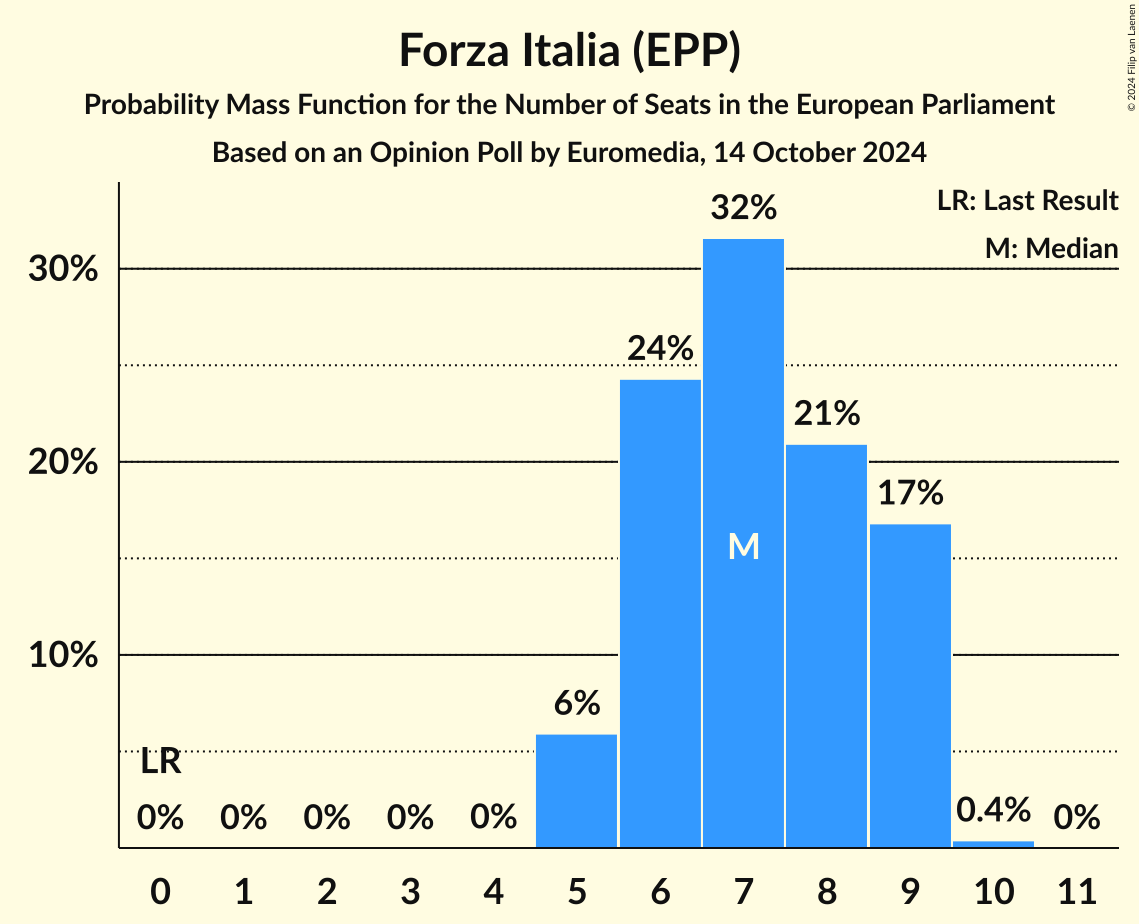 Forza Italia (EPP)
Probability Mass Function for the Number of Seats in the European Parliament
Based on an Opinion Poll by Euromedia, 14 October 2024
© 2024 Filip van Laenen
LR: Last Result
M: Median
30%
20%
10%
LR
0%
0%
0%
0%
0%
6%
24%
32%
M
21%
17%
0.4%
0%
0 1 2 3 4 5 6 7 8 9 10 11